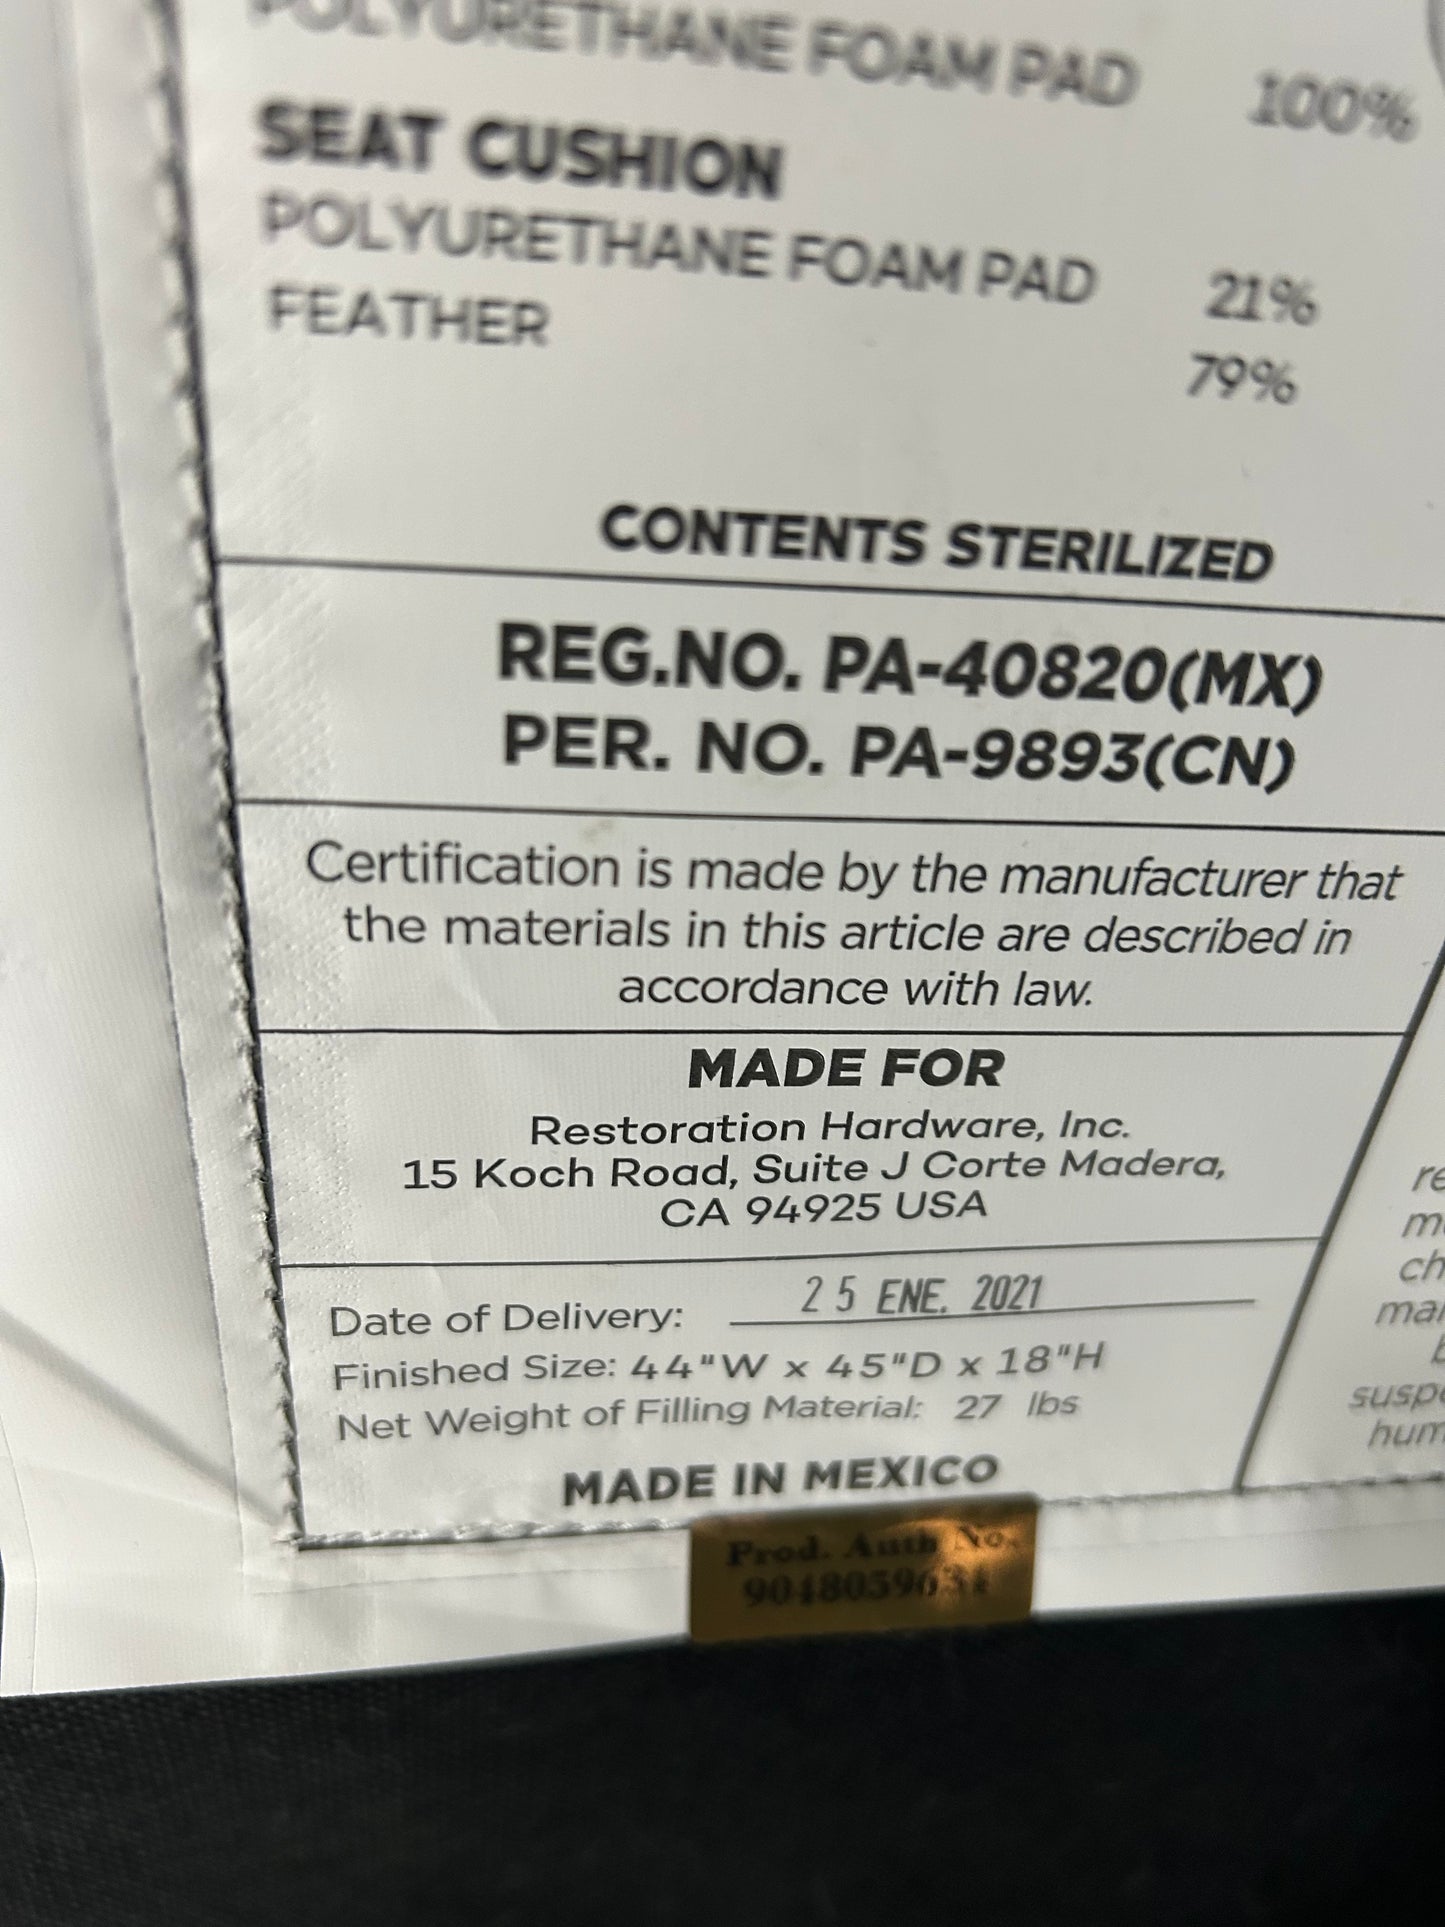 POLYURETHANE FOAM PAD 100%
SEAT CUSHION
POLYURETHANE FOAM PAD 21%
FEATHER 79%
CONTENTS STERILIZED
REG.NO. PA-40820(MX)
PER. NO. PA-9893(CN)
Certification is made by the manufacturer that
the materials in this article are described in
accordance with law.
MADE FOR
Restoration Hardware, Inc.
15 Koch Road, Suite J Corte Madera,
CA 94925 USA
Date of Delivery: 25 ENE. 2021
Finished Size: 44"W x 45"D x 18"H
Net Weight of Filling Material: 27 lbs
MADE IN MEXICO
Prod. Auth No.